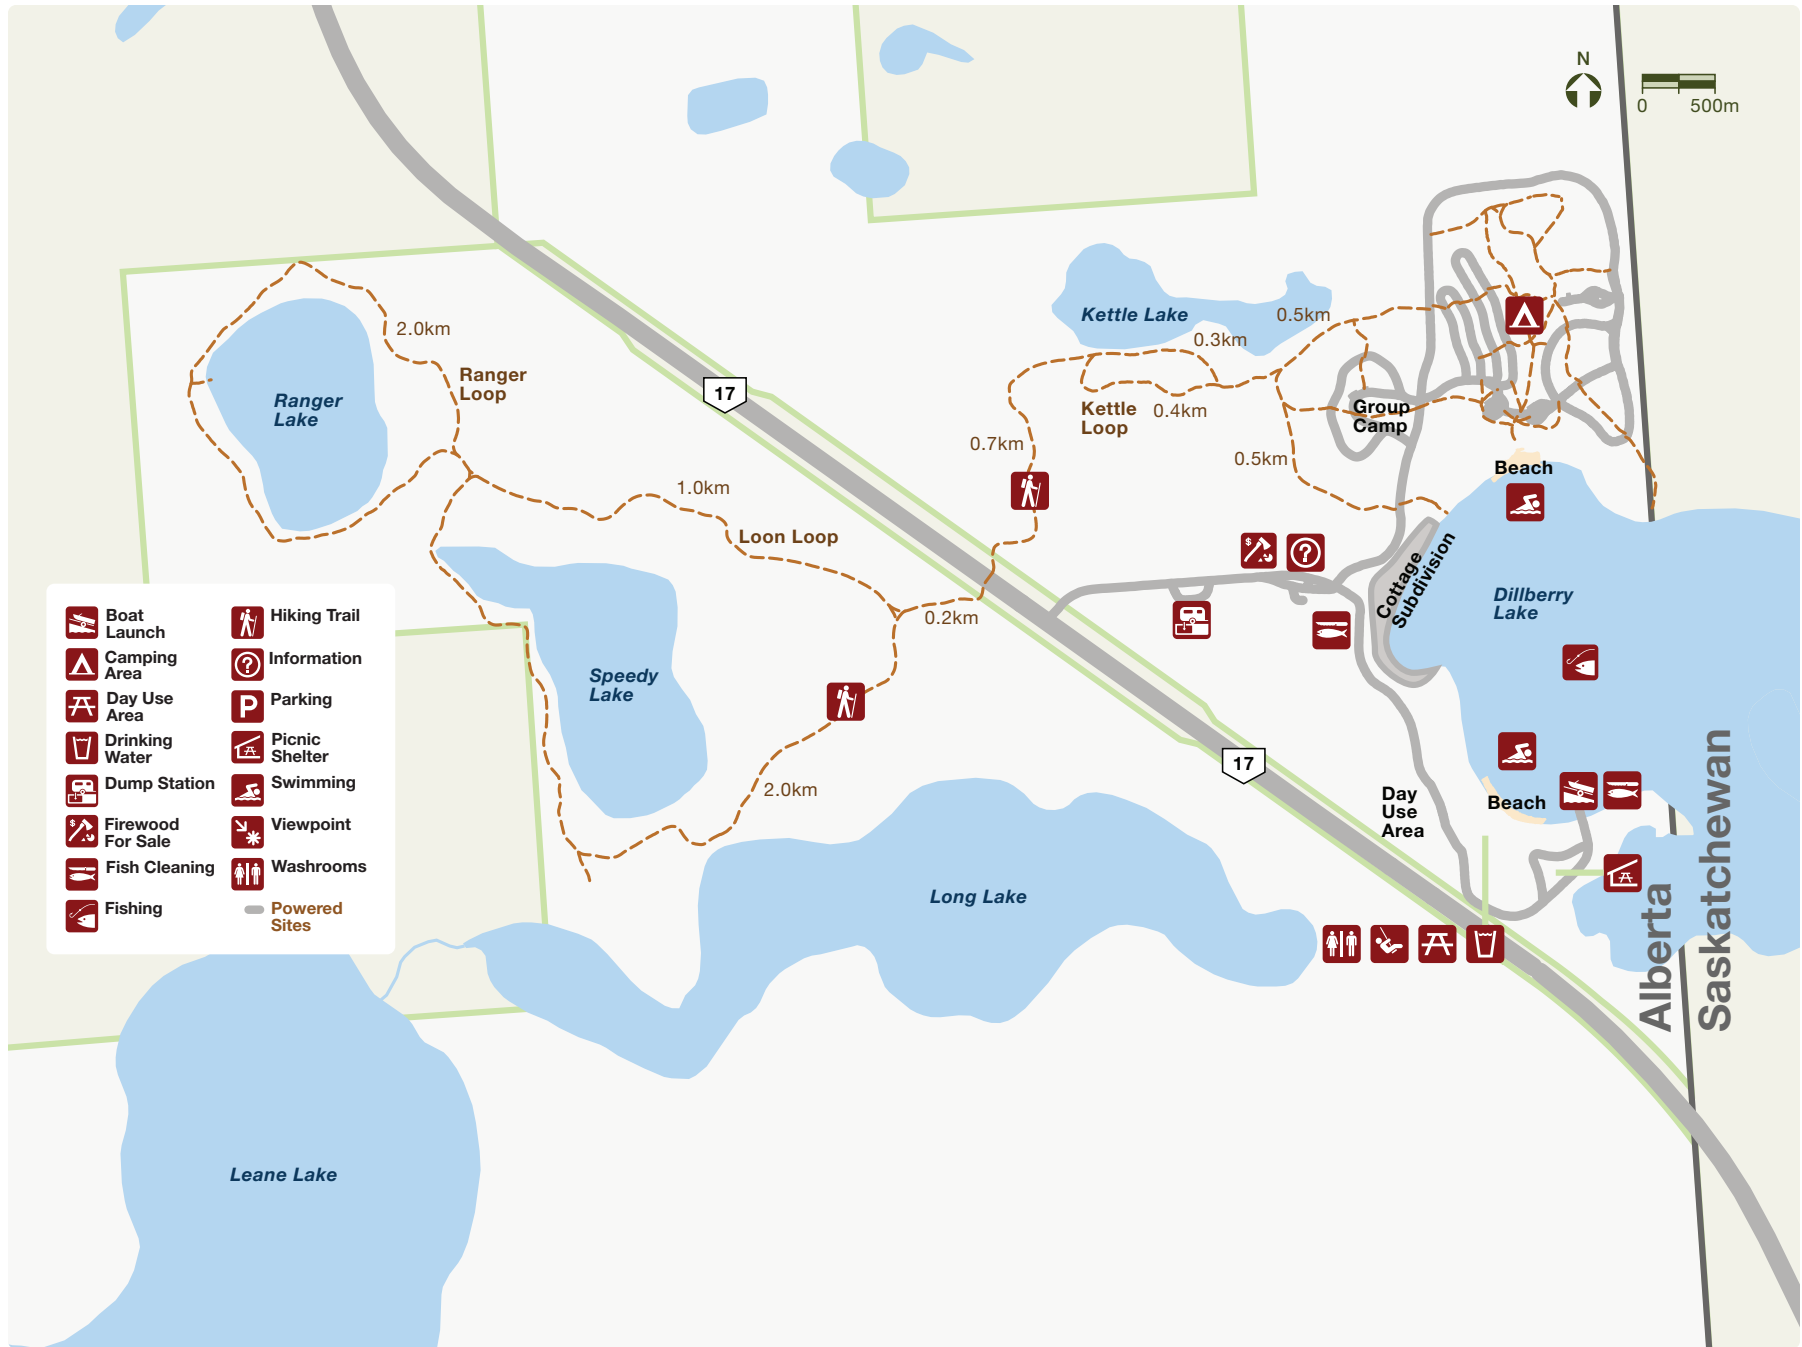 N
0 500m
2.0km
Ranger
Loop
Ranger
Lake
17
Kettle Lake
0.5km
0.3km
Kettle
Loop
0.4km
Group
Camp
0.7km
0.5km
Beach
1.0km
Loon Loop
0.2km
Cottage
Subdivision
Dillberry
Lake
Speedy
Lake
2.0km
17
Day
Use
Area
Beach
Long Lake
Alberta
Saskatchewan
Leane Lake
Boat
Launch
Camping
Area
Day Use
Area
Drinking
Water
Dump Station
$
Firewood
For Sale
Fish Cleaning
Fishing
Hiking Trail
?
Information
P
Parking
Picnic
Shelter
Swimming
Viewpoint
Washrooms
Powered
Sites
$
?